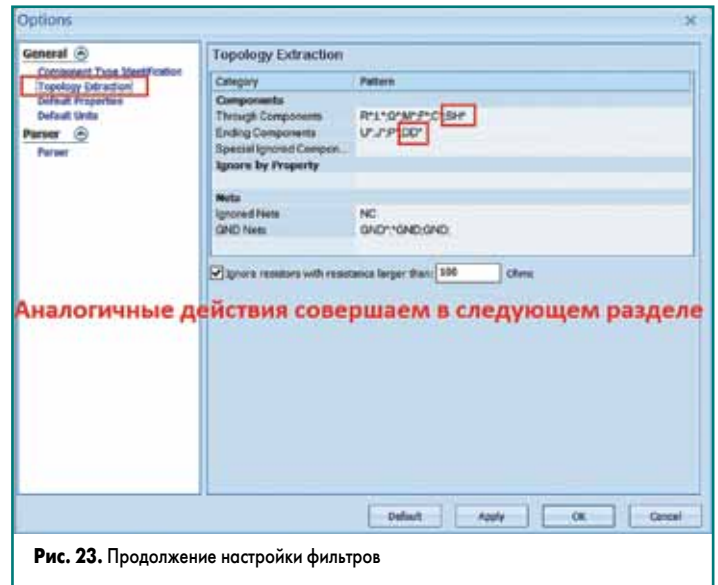 Options
General
Component Type Identification
Topology Extraction
Default Properties
Default Units
Parser
Parser
Topology Extraction
Category Pattern
Components
Through Components R*;L*;Q*;M*;F*;C*;SH*
Ending Components U*;J*;P*;DD*
Special Ignored Compon...
Ignore by Property
Nets
Ignored Nets NC
GND Nets GND*;*GND;GND;
Ignore resistors with resistance larger than: 100 Ohms
Аналогичные действия совершаем в следующем разделе
Default Apply OK Cancel
Рис. 23. Продолжение настройки фильтров